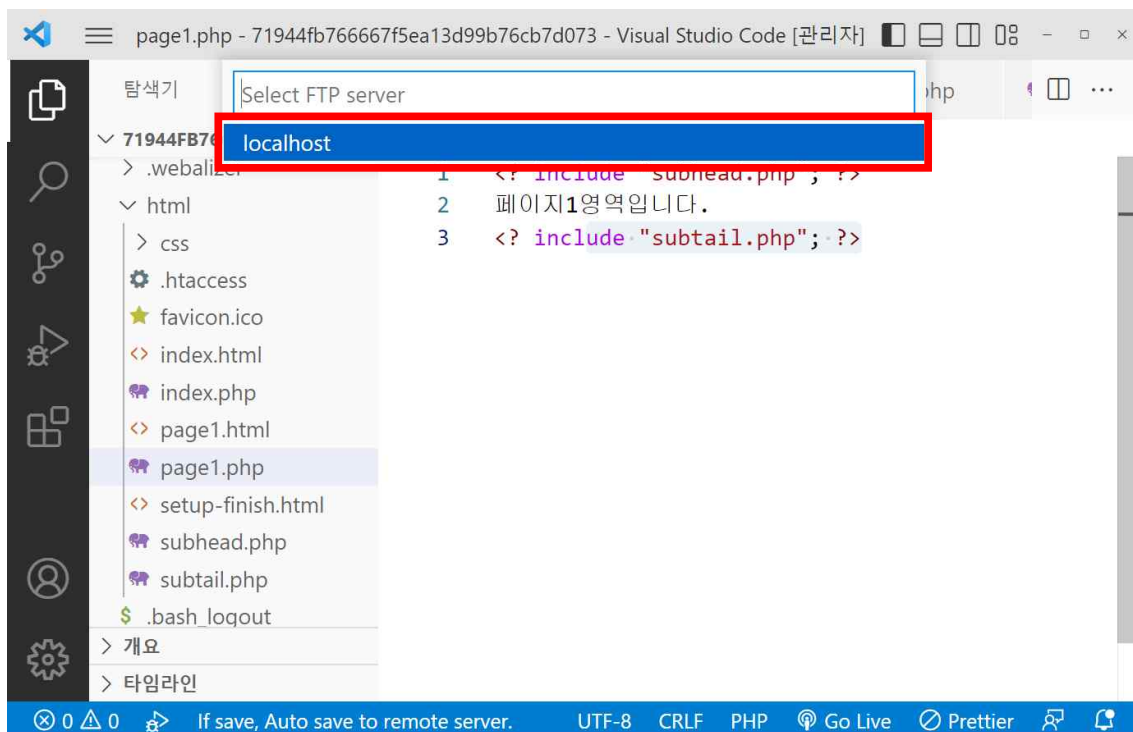 page1.php - 71944fb766667f5ea13d99b76cb7d073 - Visual Studio Code [관리자]
탐색기
Select FTP server
hp
localhost
71944FB76
.webalizer
html
css
.htaccess
favicon.ico
index.html
index.php
page1.html
page1.php
setup-finish.html
subhead.php
subtail.php
.bash_logout
개요
타임라인
1 <? include "subhead.php"; ?>
2 페이지1영역입니다.
3 <? include "subtail.php"; ?>
0 0 If save, Auto save to remote server. UTF-8 CRLF PHP Go Live Prettier